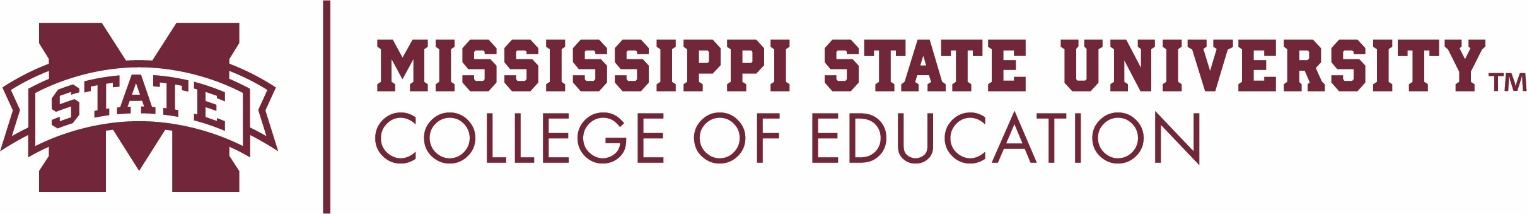 M
STATE
MISSISSIPPI STATE UNIVERSITY™
COLLEGE OF EDUCATION